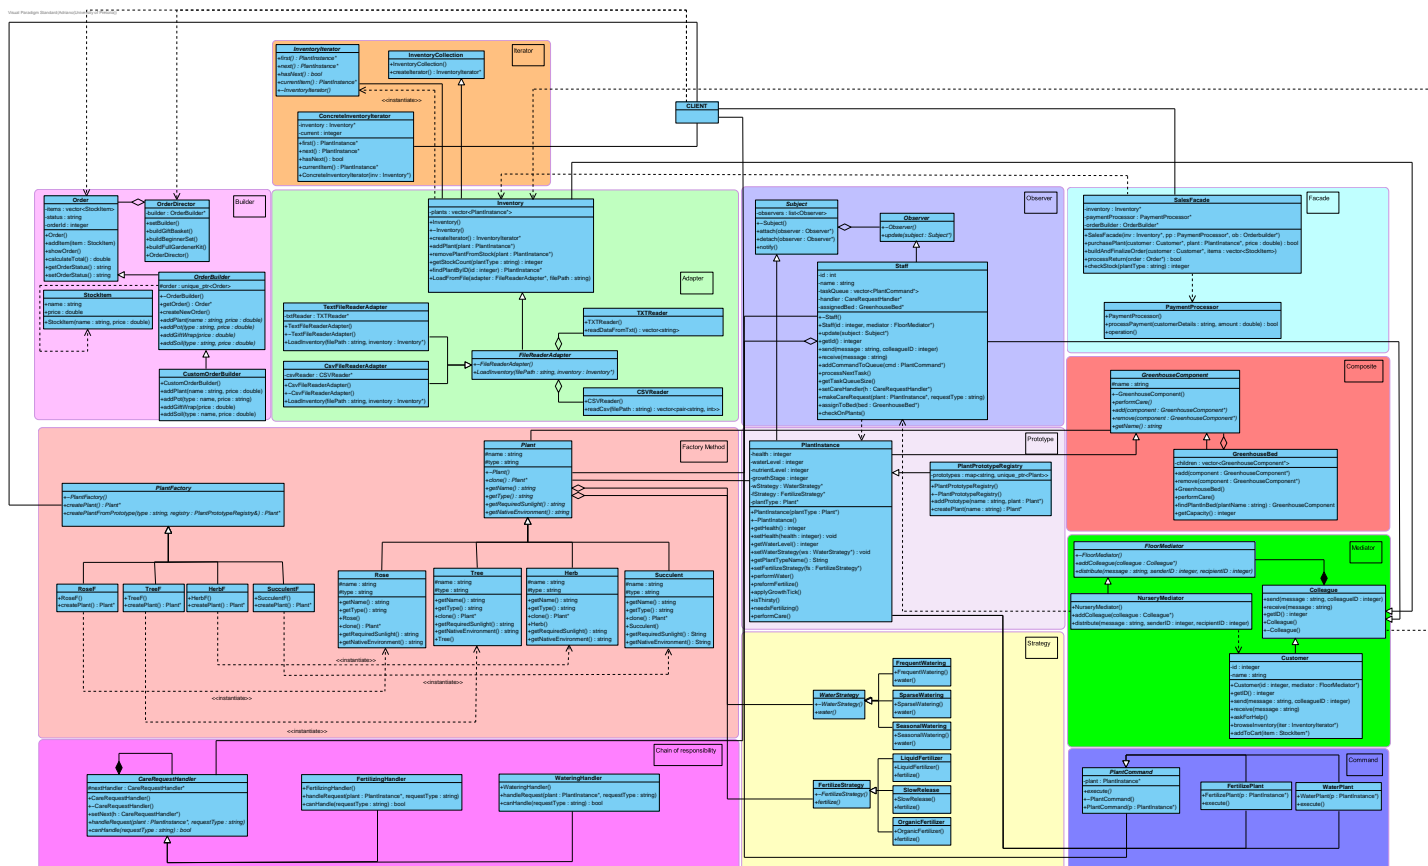 Visual Paradigm Standard(Adriano(University of Pretoria))
Iterator
InventoryIterator
+first() : PlantInstance*
+next() : PlantInstance*
+hasNext() : bool
+currentItem() : PlantInstance*
+~InventoryIterator()
InventoryCollection
+InventoryCollection()
+createIterator() : InventoryIterator*
<<instantiate>>
ConcreteInventoryIterator
-inventory : Inventory*
-current : integer
+first() : PlantInstance*
+next() : PlantInstance*
+hasNext() : bool
+currentItem() : PlantInstance*
+ConcreteInventoryIterator(inv : Inventory*)
CLIENT
Builder
Order
-items : vector<StockItem>
-status : string
-orderId : integer
+Order()
+addItem(item : StockItem)
+showOrder()
+calculateTotal() : double
+getOrderStatus() : string
+setOrderStatus() : string
OrderDirector
-builder : OrderBuilder*
+setBuilder()
+buildGiftBasket()
+buildBeginnerSet()
+buildFullGardenerKit()
+OrderDirector()
OrderBuilder
#order : unique_ptr<Order>
+~OrderBuilder()
+getOrder() : Order*
+createNewOrder()
+addPlant(name : string, price : double)
+addPot(type : string, price : double)
+addGiftWrap(price : double)
+addSoil(type : string, price : double)
StockItem
+name : string
+price : double
+StockItem(name : string, price : double)
CustomOrderBuilder
+CustomOrderBuilder()
+addPlant(name : string, price : double)
+addPot(type : name, string : price)
+addGiftWrap(price : double)
+addSoil(type : name, price : double)
Adapter
Inventory
-plants : vector<PlantInstance*>
+Inventory()
+~Inventory()
+createIterator() : InventoryIterator*
+addPlant(plant : PlantInstance*)
+removePlantFromStock(plant : PlantInstance*)
+getStockCount(plantType : string) : integer
+findPlantByID(id : integer) : PlantInstance*
+LoadFromFile(adapter : FileReaderAdapter*, filePath : string)
TextFileReaderAdapter
-txtReader : TXTReader*
+TextFileReaderAdapter()
+~TextFileReaderAdapter()
+LoadInventory(filePath : string, inventory : Inventory*)
CsvFileReaderAdapter
-csvReader : CSVReader*
+CsvFileReaderAdapter()
+~CsvFileReaderAdapter()
+LoadInventory(filePath : string, inventory : Inventory*)
TXTReader
+TXTReader()
+readDataFromTxt() : vector<string>
FileReaderAdapter
+~FileReaderAdapter()
+LoadInventory(filePath : string, inventory : Inventory*)
CSVReader
+CSVReader()
+readCsv(filePath : string) : vector<pair<string, int>>
Observer
Subject
-observers : list<Observer>
+~Subject()
+attach(observer : Observer*)
+detach(observer : Observer*)
+notify()
Observer
+~Observer()
+update(subject : Subject*)
Staff
-id : int
-name : string
-taskQueue : vector<PlantCommand*>
-handler : CareRequestHandler*
-assignedBed : GreenhouseBed*
+~Staff()
+Staff(id : integer, mediator : FloorMediator*)
+update(subject : Subject*)
+getId() : integer
+send(message : string, colleagueID : integer)
+receive(message : string)
+addCommandToQueue(cmd : PlantCommand*)
+processNextTask()
+getTaskQueueSize()
+setCareHandler(h : CareRequestHandler*)
+makeCareRequest(plant : PlantInstance*, requestType : string)
+assignToBed(bed : GreenhouseBed*)
+checkOnPlants()
Facade
SalesFacade
-inventory : Inventory*
-paymentProcessor : PaymentProcessor*
-orderBuilder : OrderBuilder*
+SalesFacade(inv : Inventory*, pp : PaymentProcessor*, ob : Orderbuilder*)
+purchasePlant(customer : Customer*, plant : PlantInstance*, price : double) : bool
+buildAndFinalizeOrder(customer : Customer*, items : vector<StockItem>)
+processReturn(order : Order*) : bool
+checkStock(plantType : string) : integer
PaymentProcessor
+PaymentProcessor()
+processPayment(customerDetails : string, amount : double) : bool
+operation()
Composite
GreenhouseComponent
#name : string
+~GreenhouseComponent()
+performCare()
+add(component : GreenhouseComponent*)
+remove(component : GreenhouseComponent*)
+getName() : string
GreenhouseBed
-children : vector<GreenhouseComponent*>
+add(component : GreenhouseComponent*)
+remove(component : GreenhouseComponent*)
+GreenhouseBed()
+performCare()
+findPlantInBed(plantName : string) : GreenhouseComponent
+getCapacity() : integer
Factory Method
Plant
#name : string
#type : string
+~Plant()
+clone() : Plant*
+getName() : string
+getType() : string
+getRequiredSunlight() : string
+getNativeEnvironment() : string
PlantFactory
+~PlantFactory()
+createPlant() : Plant*
+createPlantFromPrototype(type : string, registry : PlantPrototypeRegistry&) : Plant*
RoseF
+RoseF()
+createPlant() : Plant*
TreeF
+TreeF()
+createPlant() : Plant*
HerbF
+HerbF()
+createPlant() : Plant*
SucculentF
+SucculentF()
+createPlant() : Plant*
Rose
#name : string
#type : string
+getName() : string
+getType() : string
+Rose()
+clone() : Plant*
+getRequiredSunlight() : string
+getNativeEnvironment() : string
Tree
#name : string
#type : string
+getName() : string
+getType() : string
+clone() : Plant*
+getRequiredSunlight() : string
+getNativeEnvironment() : string
+Tree()
Herb
#name : string
#type : string
+getName() : string
+getType() : string
+clone() : Plant*
+Herb()
+getRequiredSunlight() : string
+getNativeEnvironment() : string
Succulent
#name : string
#type : string
+getName() : string
+getType() : string
+clone() : Plant*
+Succulent()
+getRequiredSunlight() : String
+getNativeEnvironment() : String
<<instantiate>>
<<instantiate>>
<<instantiate>>
Prototype
PlantInstance
-health : integer
-waterLevel : integer
-nutrientLevel : integer
-growthStage : integer
-wStrategy : WaterStrategy*
-fStrategy : FertilizeStrategy*
-plantType : Plant*
+PlantInstance(plantType : Plant*)
+~PlantInstance()
+getHealth() : integer
+setHealth(health : integer) : void
+getWaterLevel() : integer
+setWaterStrategy(ws : WaterStrategy*) : void
+getPlantTypeName() : String
+setFertilizeStrategy(fs : FertilizeStrategy*)
+performWater()
+preformFertilize()
+applyGrowthTick()
+isThirsty()
+needsFertilizing()
+performCare()
PlantPrototypeRegistry
-prototypes : map<string, unique_ptr<Plant>>
+PlantPrototypeRegistry()
+~PlantPrototypeRegistry()
+addPrototype(name : string, plant : Plant*)
+createPlant(name : string) : Plant*
Mediator
FloorMediator
+~FloorMediator()
+addColleague(colleague : Colleague*)
+distribute(message : string, senderID : integer, recipientID : integer)
NurseryMediator
+NurseryMediator()
+addColleague(colleague : Colleague*)
+distribute(message : string, senderID : integer, recipientID : integer)
Colleague
+send(message : string, colleagueID : integer)
+receive(message : string)
+getID() : integer
+Colleague()
+~Colleague()
Customer
-id : integer
-name : string
+Customer(id : integer, mediator : FloorMediator*)
+getID() : integer
+send(message : string, colleagueID : integer)
+receive(message : string)
+askForHelp()
+browseInventory(iter : InventoryIterator*)
+addToCart(item : StockItem*)
Strategy
WaterStrategy
+~WaterStrategy()
+water()
FrequentWatering
+FrequentWatering()
+water()
SparseWatering
+SparseWatering()
+water()
SeasonalWatering
+SeasonalWatering()
+water()
FertilizeStrategy
+~FertilizeStrategy()
+fertilize()
LiquidFertilizer
+LiquidFertilizer()
+fertilize()
SlowRelease
+SlowRelease()
+fertilize()
OrganicFertilizer
+OrganicFertilizer()
+fertilize()
Chain of responsibility
CareRequestHandler
#nextHandler : CareRequestHandler*
+CareRequestHandler()
+~CareRequestHandler()
+setNext(h : CareRequestHandler*)
+handleRequest(plant : PlantInstance*, requestType : string)
+canHandle(requestType : string) : bool
FertilizingHandler
+FertilizingHandler()
+handleRequest(plant : PlantInstance*, requestType : string)
+canHandle(requestType : string) : bool
WateringHandler
+WateringHandler()
+handleRequest(plant : PlantInstance*, requestType : string)
+canHandle(requestType : string) : bool
Command
PlantCommand
-plant : PlantInstance*
+execute()
+~PlantCommand()
+PlantCommand(p : PlantInstance*)
FertilizePlant
+FertilizePlant(p : PlantInstance*)
+execute()
WaterPlant
+WaterPlant(p : PlantInstance*)
+execute()